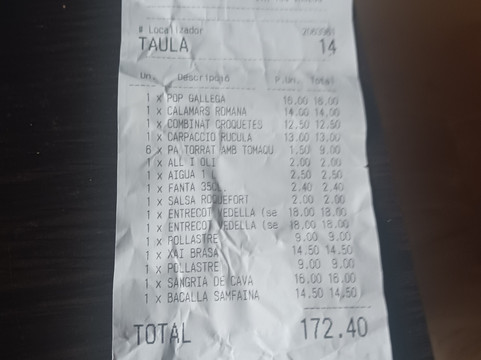 # Localizador
TAULA 14
Uni. Descripció P.Un. Total
1 x POP GALLEGA 16.00 16.00
1 x CALAMARS ROMANA 14.00 14.00
1 x COMBINAT CROQUETES 12.50 12.50
1 x CARPACCIO RUCULA 13.00 13.00
6 x PA TORRAT AMB TOMAQU 1.50 9.00
1 x ALL I OLI 2.00 2.00
1 x AIGUA 1 2.50 2.50
1 x FANTA 2.40 2.40
1 x SALSA ROQUEFORT 2.00 2.00
1 x ENTRECOT VEDELLA (se 18.00 18.00
1 x ENTRECOT VEDELLA (se 18.00 18.00
1 x POLLASTRE 9.00 9.00
1 x XAI BRASA 14.50 14.50
1 x POLLASTRE 9.00 9.00
1 x SANGRIA DE CAVA 16.00 16.00
1 x BACALLA SAMFAINA 14.50 14.50
TOTAL 172.40